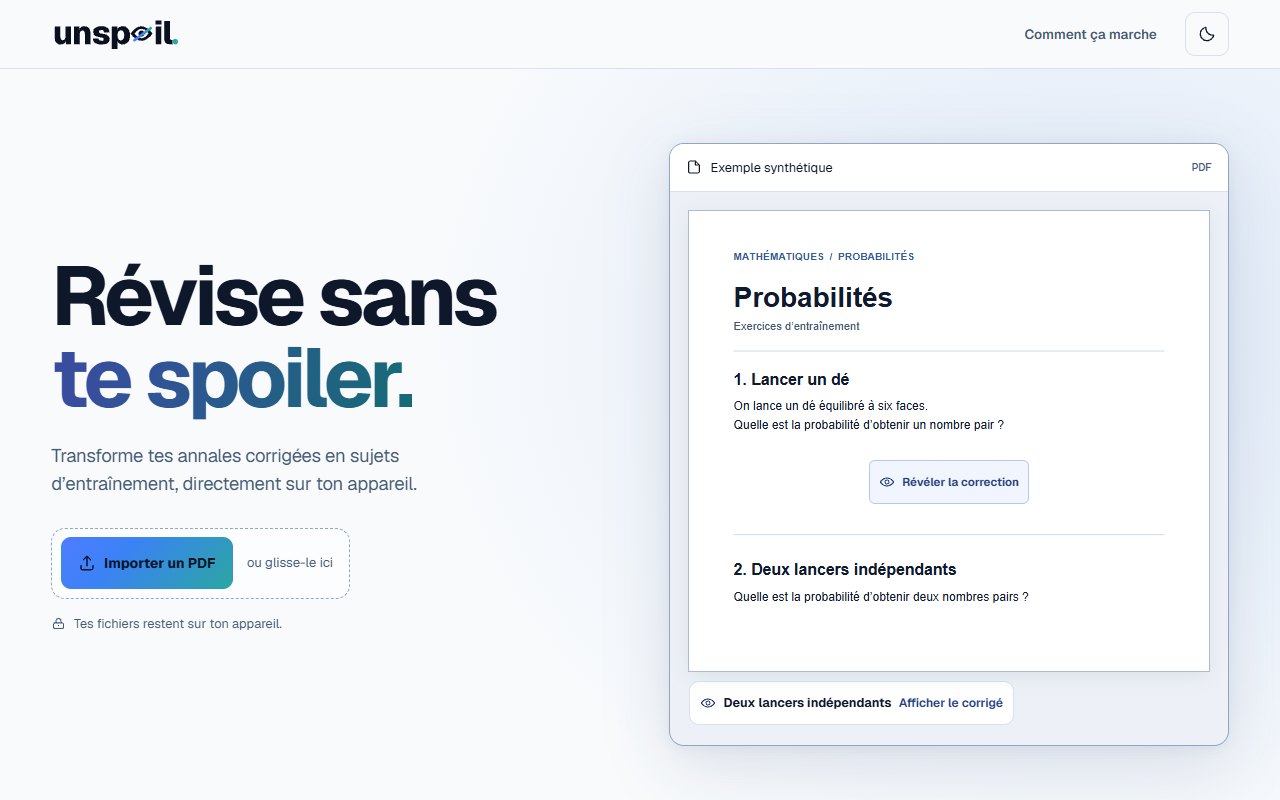 unspoil.
Comment ça marche
Révise sans
te spoiler.
Transforme tes annales corrigées en sujets
d’entraînement, directement sur ton appareil.
Importer un PDF
ou glisse-le ici
Tes fichiers restent sur ton appareil.
Exemple synthétique
PDF
MATHÉMATIQUES / PROBABILITÉS
Probabilités
Exercices d’entraînement
1. Lancer un dé
On lance un dé équilibré à six faces.
Quelle est la probabilité d’obtenir un nombre pair ?
Révéler la correction
2. Deux lancers indépendants
Quelle est la probabilité d’obtenir deux nombres pairs ?
Deux lancers indépendants Afficher le corrigé